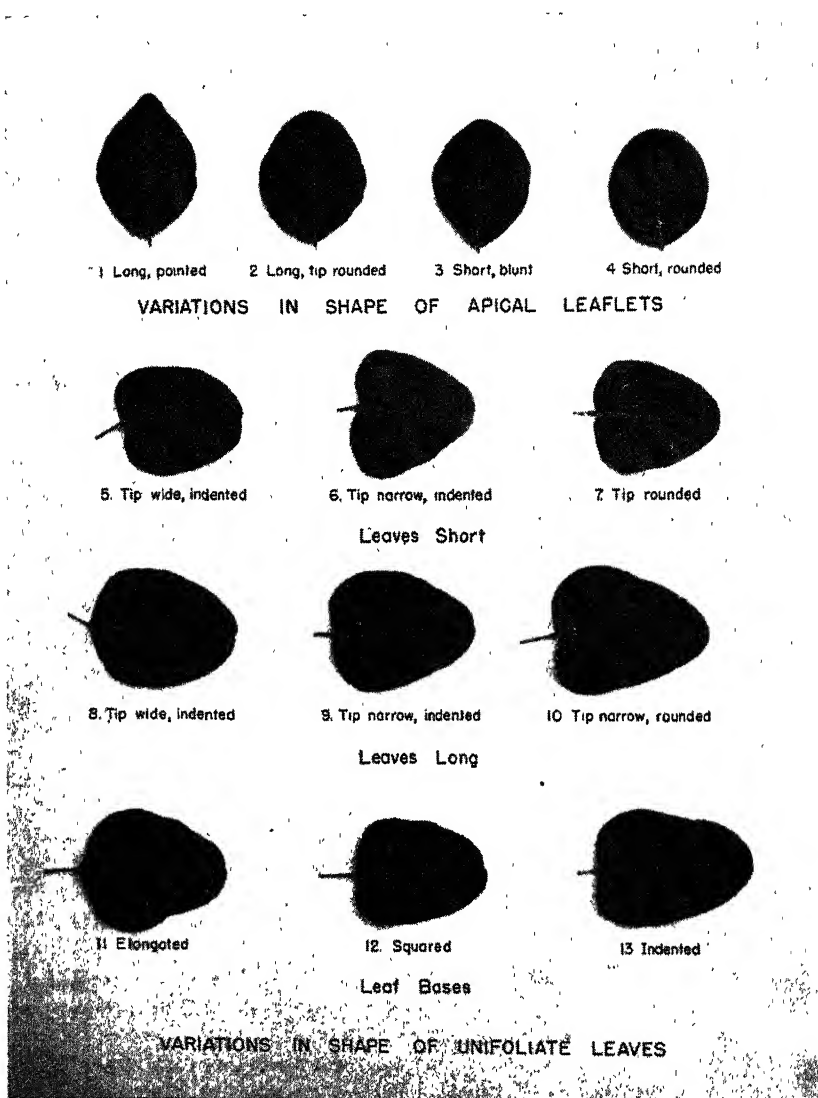 1 Long, pointed 2 Long, tip rounded 3 Short, blunt 4 Short, rounded
VARIATIONS IN SHAPE OF APICAL LEAFLETS
5. Tip wide, indented 6. Tip narrow, indented 7. Tip rounded
Leaves Short
8. Tip wide, indented 9. Tip narrow, indented 10 Tip narrow, rounded
Leaves Long
11 Elongated 12. Squared 13 Indented
Leaf Bases
VARIATIONS IN SHAPE OF UNIFOLIATE LEAVES